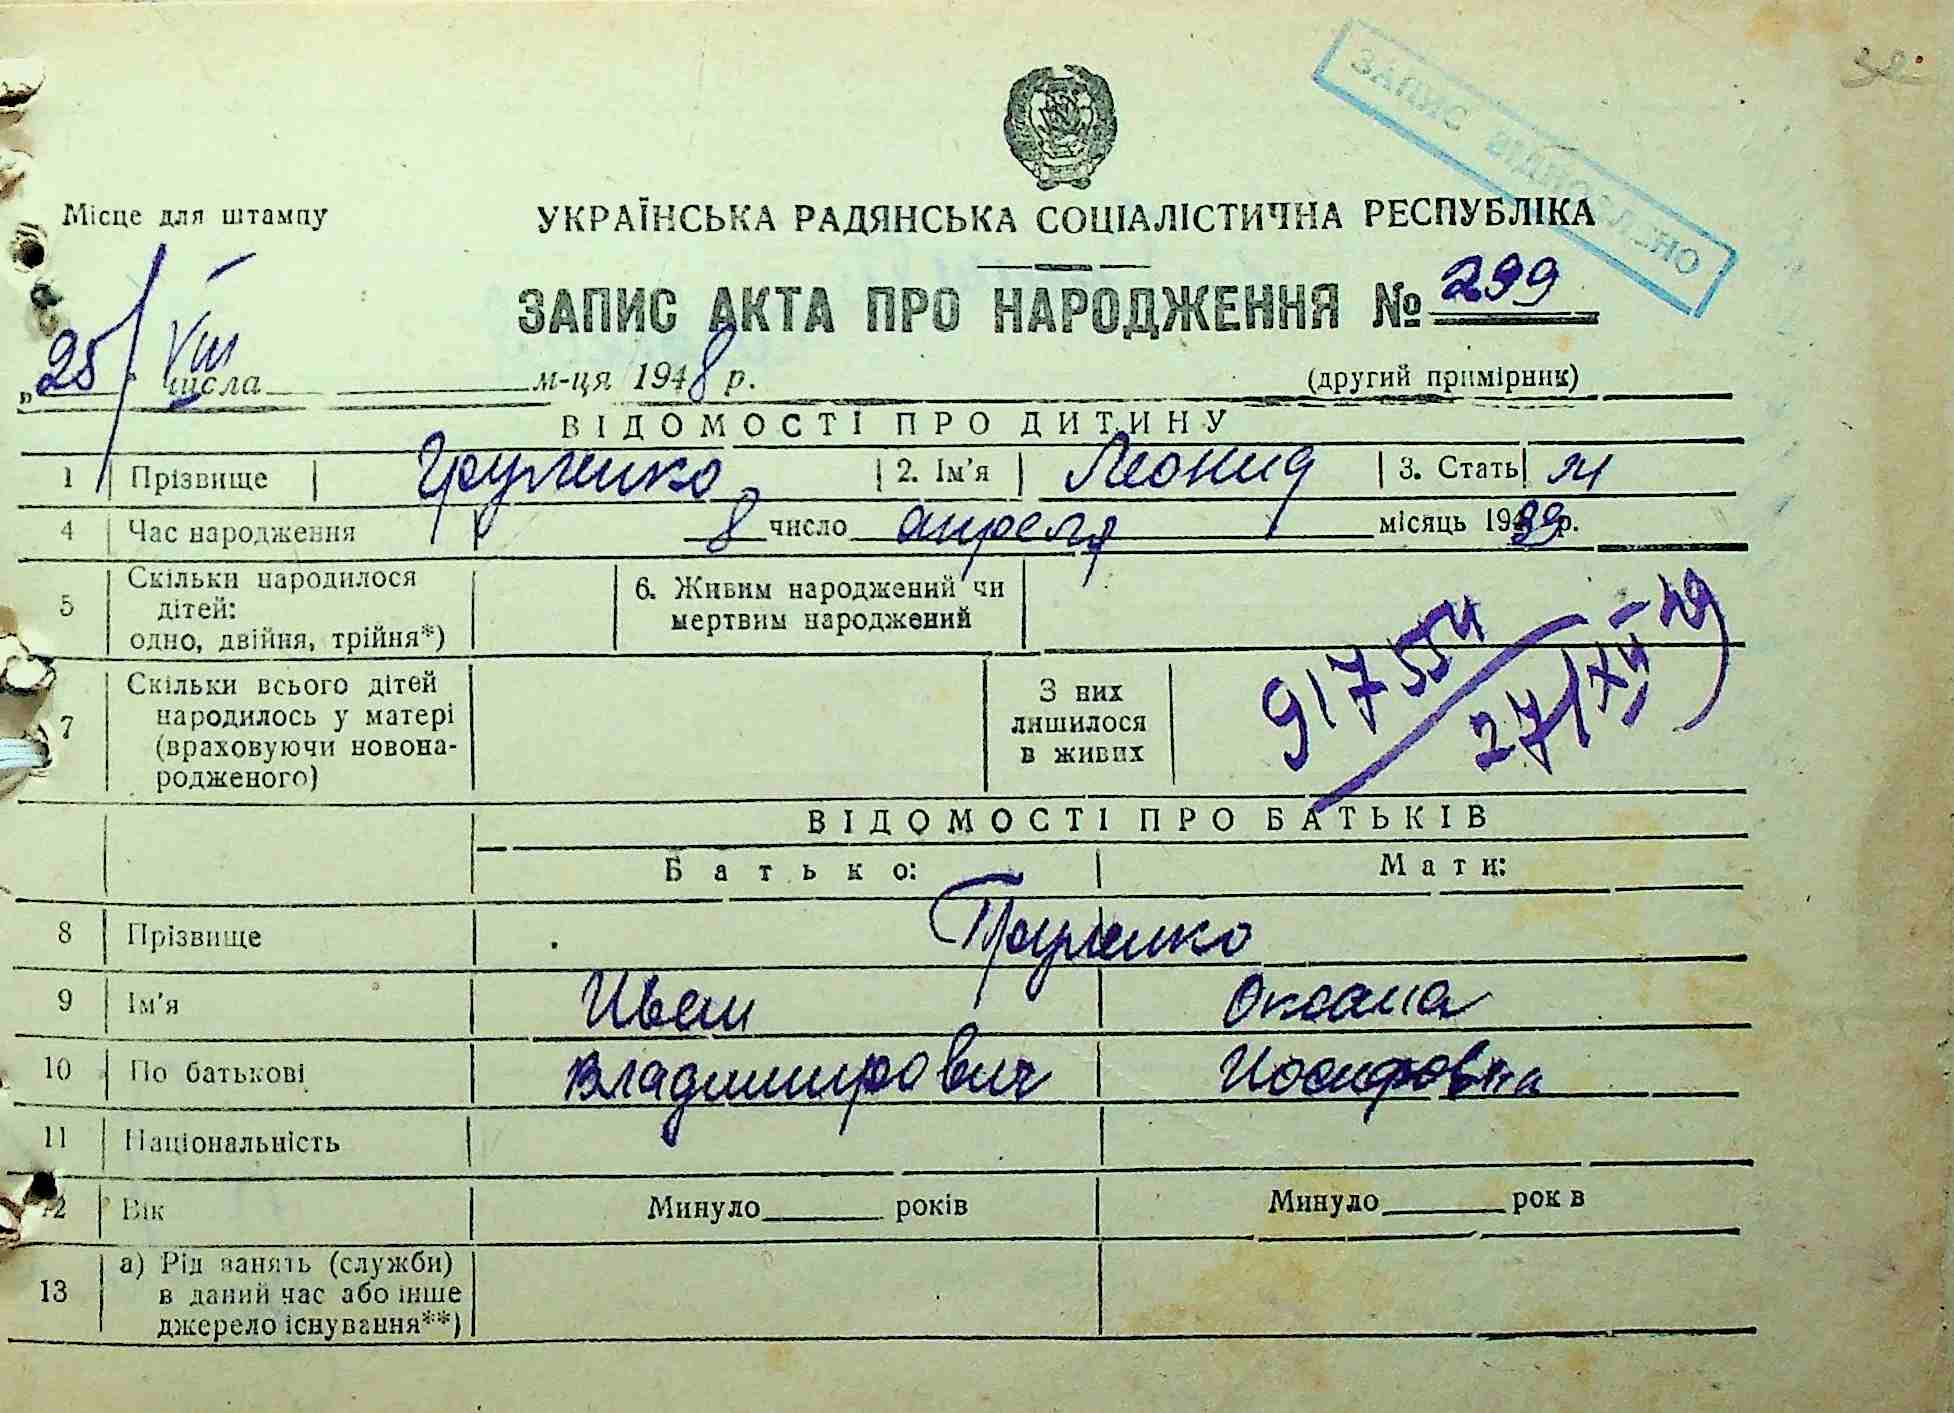 ЗАПИС ВІДНОВЛЕНО
Місце для штампу
УКРАЇНСЬКА РАДЯНСЬКА СОЦІАЛІСТИЧНА РЕСПУБЛІКА
ЗАПИС АКТА ПРО НАРОДЖЕННЯ № 299
„25 числа VIII м-ця 1948 р.
(другий примірник)
ВІДОМОСТІ ПРО ДИТИНУ
1 Прізвище 2. Ім'я Леонид 3. Стать м
4 Час народження 8 число апреля місяць 1939 р.
5 Скільки народилося дітей: одно, двійня, трійня*) 6. Живим народжений чи мертвим народжений
7 Скільки всього дітей народилось у матері (враховуючи новонародженого) З них лишилося в живих
917554
27/XII-49
ВІДОМОСТІ ПРО БАТЬКІВ
Батько: Мати:
8 Прізвище
9 Ім'я Иван Оксана
10 По батькові Владимирович Иосифовна
11 Національність
12 Вік Минуло рокiв Минуло рок в
13 а) Рід занять (служби) в даний час або інше джерело існування**)